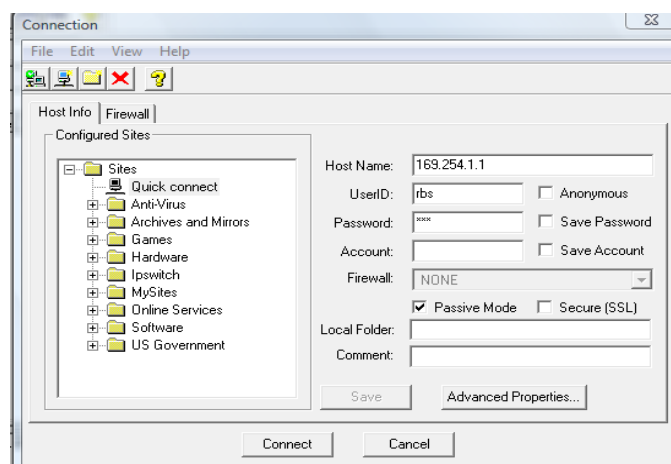 Connection
File Edit View Help
Host Info Firewall
Configured Sites
Sites
Quick connect
Anti-Virus
Archives and Mirrors
Games
Hardware
Ipswitch
MySites
Online Services
Software
US Government
Host Name: 169.254.1.1
UserID: rbs Anonymous
Password: *** Save Password
Account: Save Account
Firewall: NONE
Passive Mode Secure (SSL)
Local Folder:
Comment:
Save Advanced Properties...
Connect Cancel